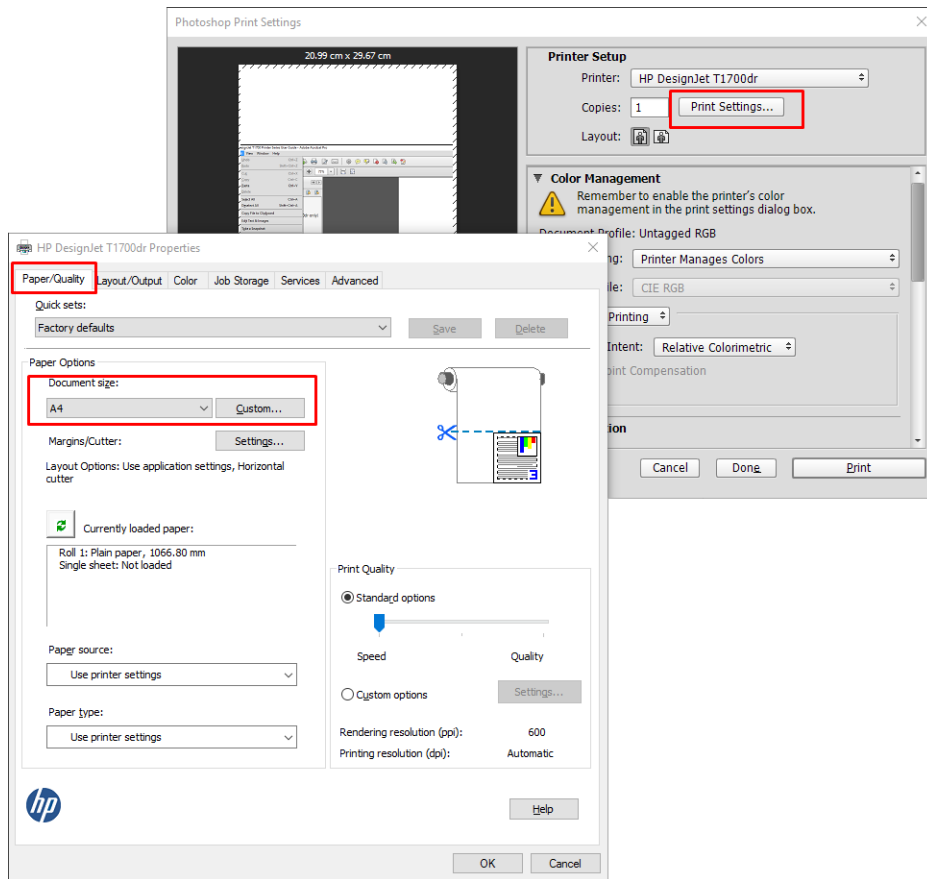 Photoshop Print Settings
20.99 cm x 29.67 cm
Printer Setup
Printer: HP DesignJet T1700dr
Copies: 1 Print Settings...
Layout:
Color Management
Remember to enable the printer's color
management in the print settings dialog box.
Document Profile: Untagged RGB
ng: Printer Manages Colors
ile: CIE RGB
Printing
Intent: Relative Colorimetric
oint Compensation
ion
Cancel Done Print
HP DesignJet T1700dr Properties
Paper/Quality Layout/Output Color Job Storage Services Advanced
Quick sets:
Factory defaults Save Delete
Paper Options
Document size:
A4 Custom...
Margins/Cutter: Settings...
Layout Options: Use application settings, Horizontal
cutter
Currently loaded paper:
Roll 1: Plain paper, 1066.80 mm
Single sheet: Not loaded
Paper source:
Use printer settings
Paper type:
Use printer settings
3
Print Quality
Standard options
Speed Quality
Custom options Settings...
Rendering resolution (ppi): 600
Printing resolution (dpi): Automatic
hp
Help
OK Cancel